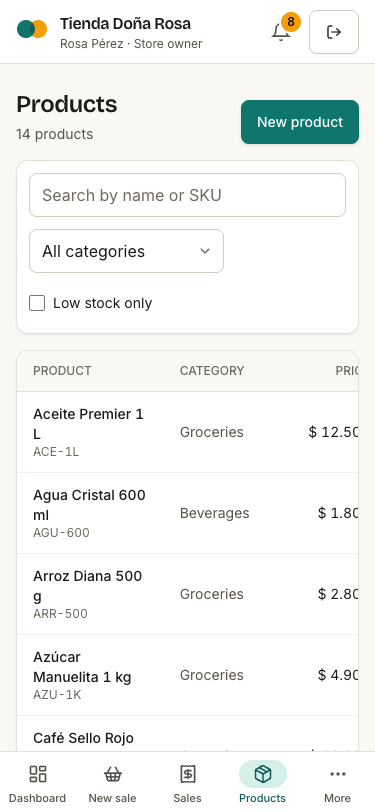 Tienda Doña Rosa
Rosa Pérez · Store owner
8
Products
14 products
New product
Search by name or SKU
All categories
Low stock only
PRODUCT CATEGORY
Aceite Premier 1
L
ACE-1L
Groceries
$ 12.50
Agua Cristal 600
ml
AGU-600
Beverages
$ 1.80
Arroz Diana 500
g
ARR-500
Groceries
$ 2.80
Azúcar
Manuelita 1 kg
AZU-1K
Groceries
$ 4.90
Café Sello Rojo
Dashboard New sale Sales Products More